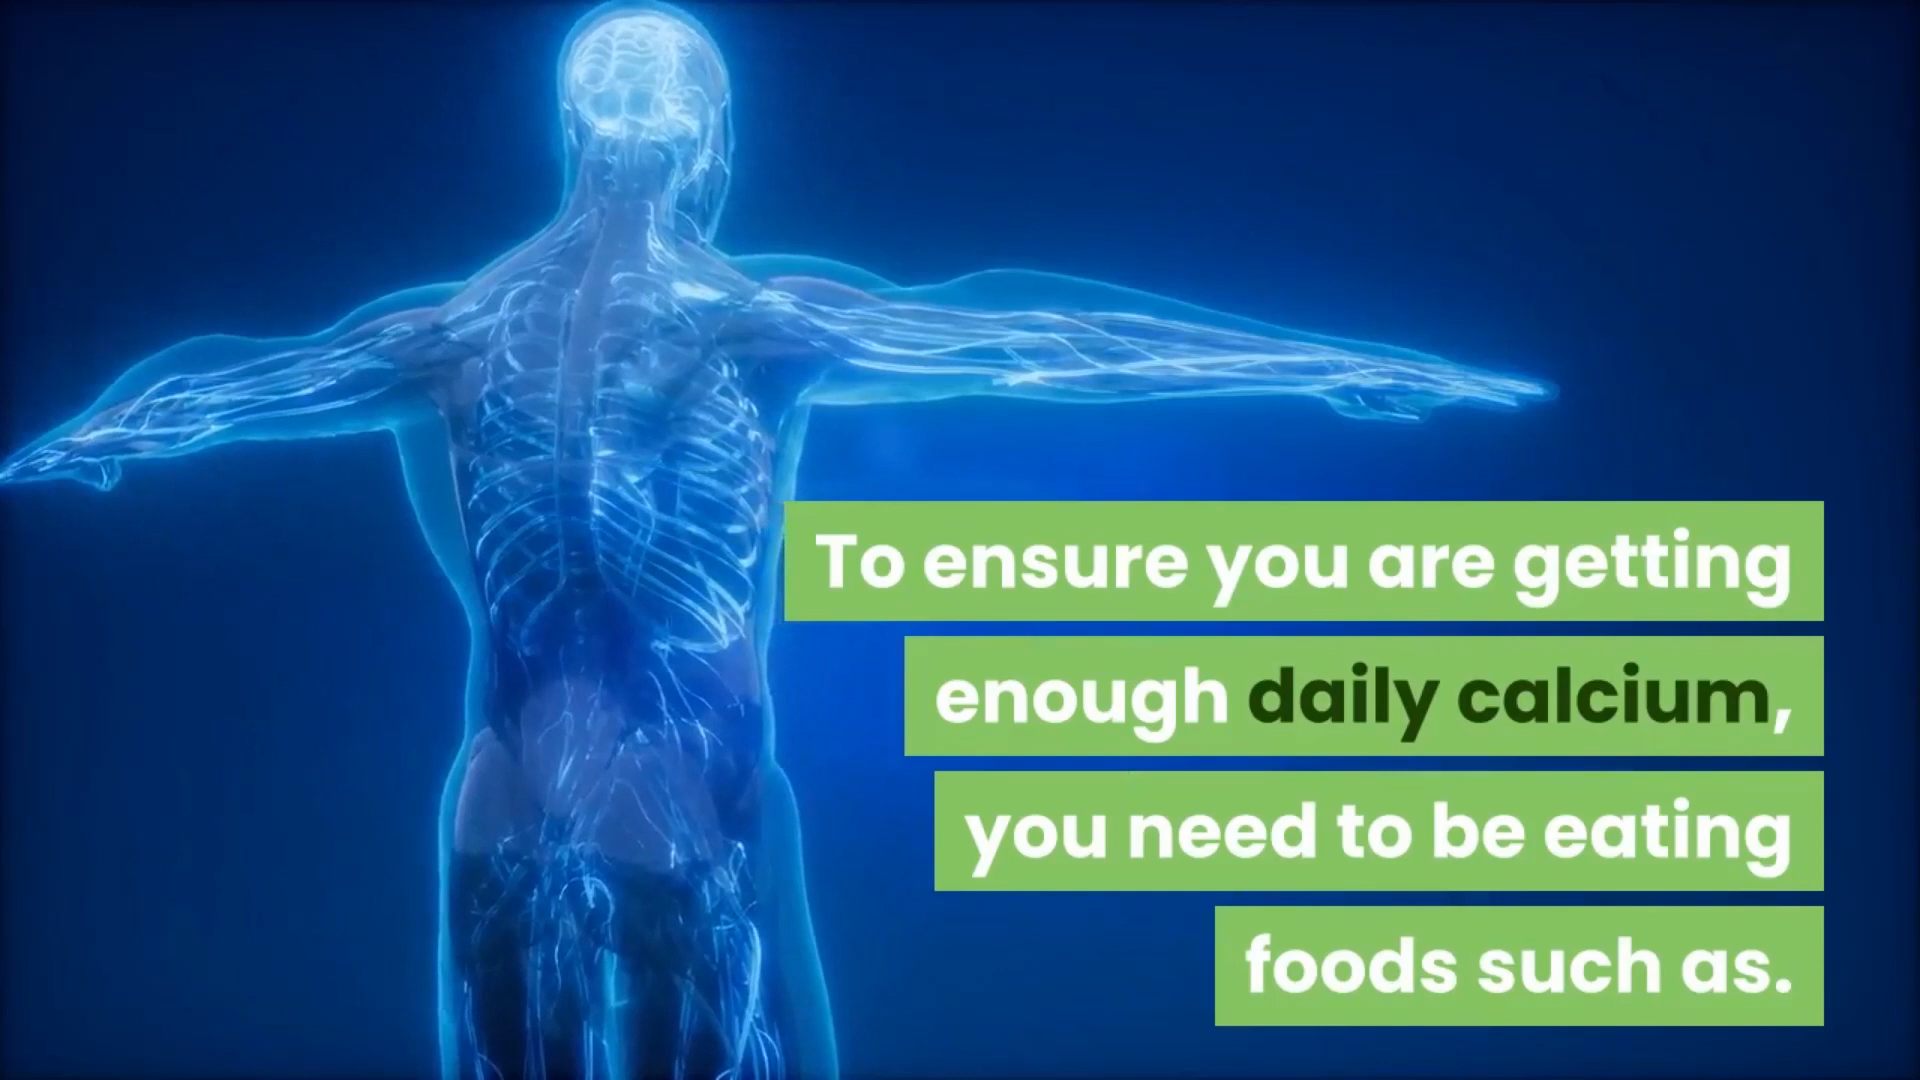 To ensure you are getting
enough daily calcium,
you need to be eating
foods such as.